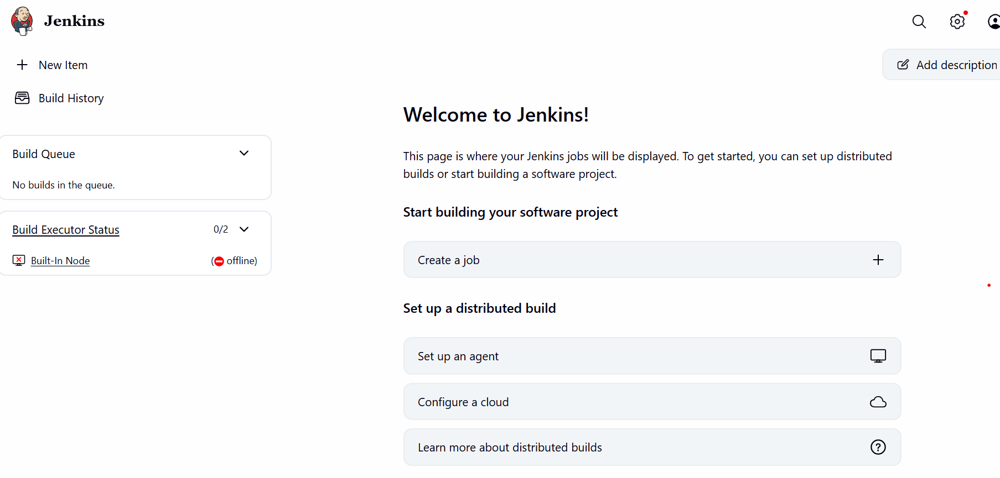 Jenkins
New Item
Add description
Build History
Welcome to Jenkins!
Build Queue
No builds in the queue.
This page is where your Jenkins jobs will be displayed. To get started, you can set up distributed
builds or start building a software project.
Start building your software project
Build Executor Status 0/2
Built-In Node (offline)
Create a job
Set up a distributed build
Set up an agent
Configure a cloud
Learn more about distributed builds